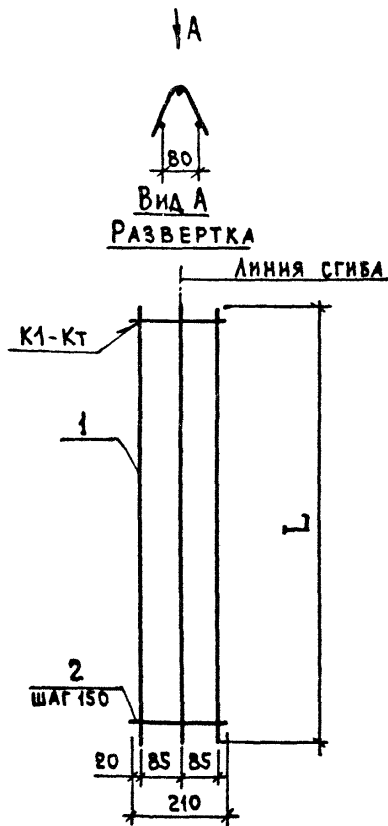 А
80
Вид А
РАЗВЕРТКА
ЛИНИЯ СГИБА
К1-Кт
1
L
2
ШАГ 150
20 85 85
210